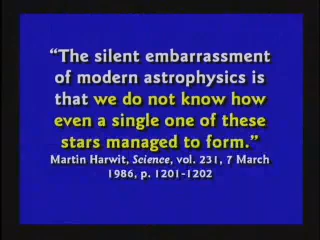 “The silent embarrassment
of modern astrophysics is
that we do not know how
even a single one of these
stars managed to form.”
Martin Harwit, Science, vol. 231, 7 March
1986, p. 1201-1202